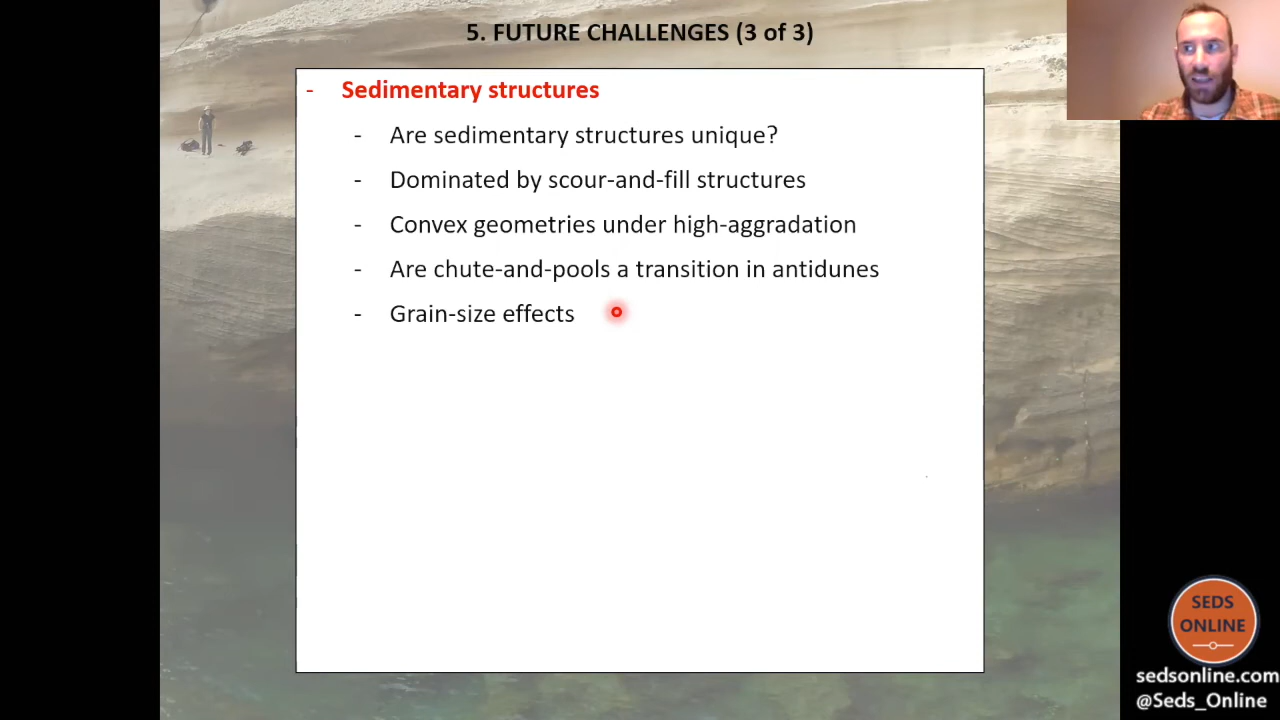 5. FUTURE CHALLENGES (3 of 3)
- Sedimentary structures
- Are sedimentary structures unique?
- Dominated by scour-and-fill structures
- Convex geometries under high-aggradation
- Are chute-and-pools a transition in antidunes
- Grain-size effects
SEDS
ONLINE
sedsonline.com
@Seds_Online